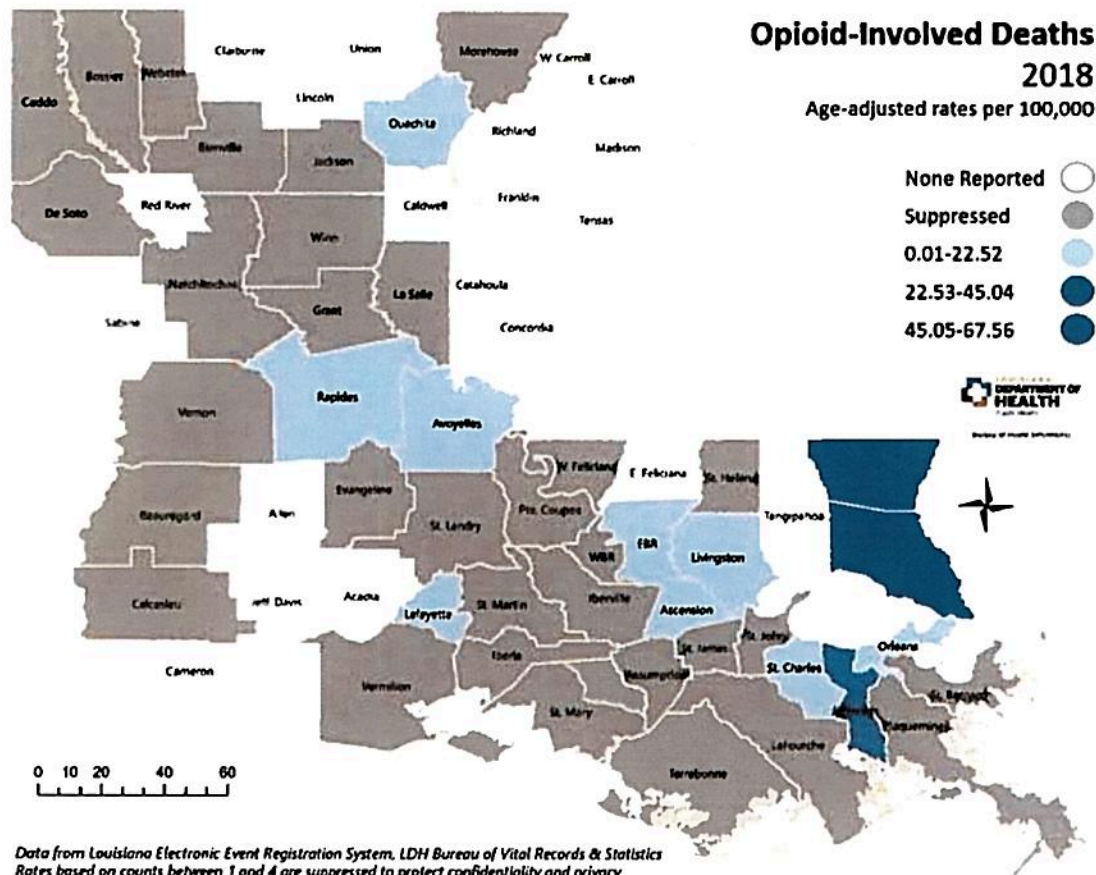 Opioid-Involved Deaths
2018
Age-adjusted rates per 100,000
None Reported
Suppressed
0.01-22.52
22.53-45.04
45.05-67.56
DEPARTMENT OF
HEALTH
Claiborne
Union
Morehouse
W. Carroll
E. Carroll
Bossier
Webster
Caddo
Lincoln
Ouachita
Richland
Madison
Bienville
Jackson
De Soto
Red River
Caldwell
Franklin
Tensas
Winn
Natchitoches
Grant
La Salle
Catahoula
Sabine
Concordia
Vernon
Rapides
Avoyelles
Evangeline
W. Feliciana
E. Feliciana
St. Helena
Beauregard
Allen
St. Landry
Pte. Coupee
Tangipahoa
EBR
WBR
Livingston
Calcasieu
Jeff Davis
Acadia
Lafayette
St. Martin
Iberville
Ascension
Cameron
Vermilion
Iberia
St. James
St. John
Orleans
St. Charles
Assumption
St. Mary
St. Bernard
Plaquemines
Lafourche
Terrebonne
0 10 20 40 60
Data from Louisiana Electronic Event Registration System, LDH Bureau of Vital Records & Statistics
Rates based on counts between 1 and 4 are suppressed to protect confidentiality and privacy